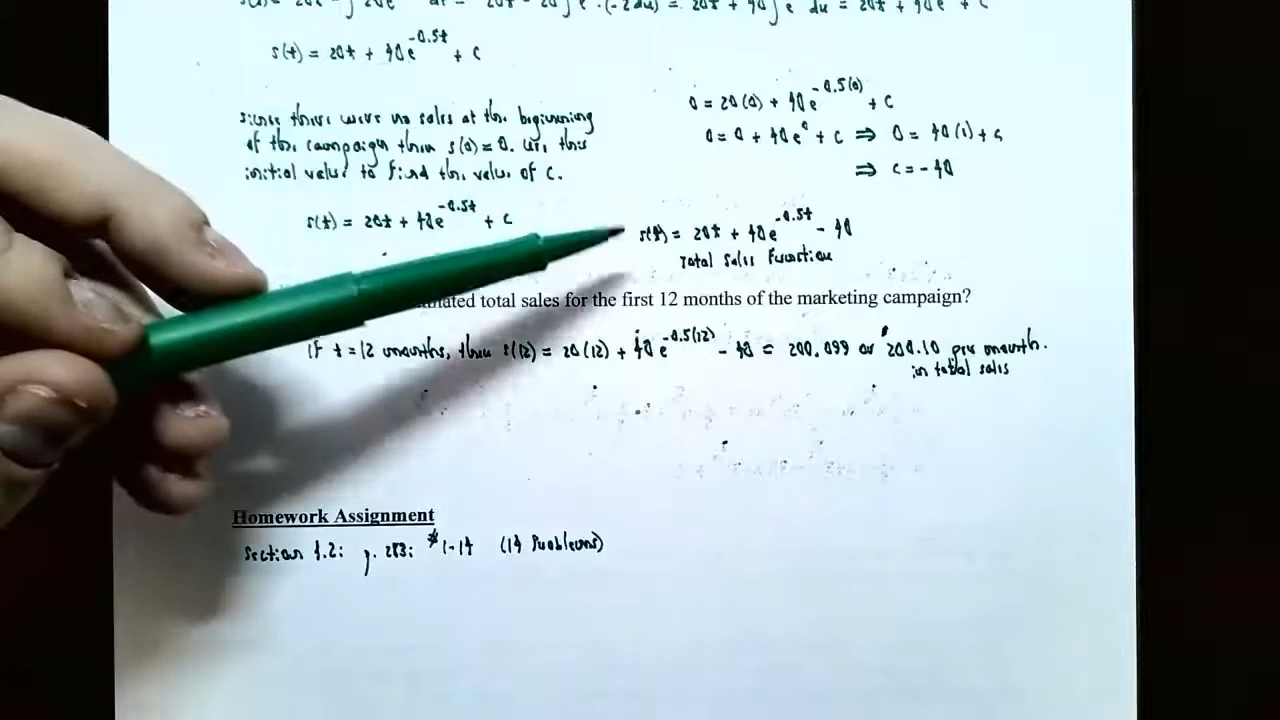 s(t) = 20t + 40e^-0.5t + c
0 = 20(0) + 40e^-0.5(0) + c
0 = 0 + 40e^0 + c ⇒ 0 = 40(1) + c
⇒ c = -40
since there were no sales at the beginning
of the campaign then s(0) = 0. use this
initial value to find the value of c.
s(t) = 20t + 40e^-0.5t + c
s(t) = 20t + 40e^-0.5t - 40
Total Sales Function
total sales for the first 12 months of the marketing campaign?
If t = 12 months, then s(12) = 20(12) + 40e^-0.5(12) - 40 = 200.099 or 200.10 per month.
in total sales
Homework Assignment
Section 4.2: p. 283: #1-14 (14 Problems)